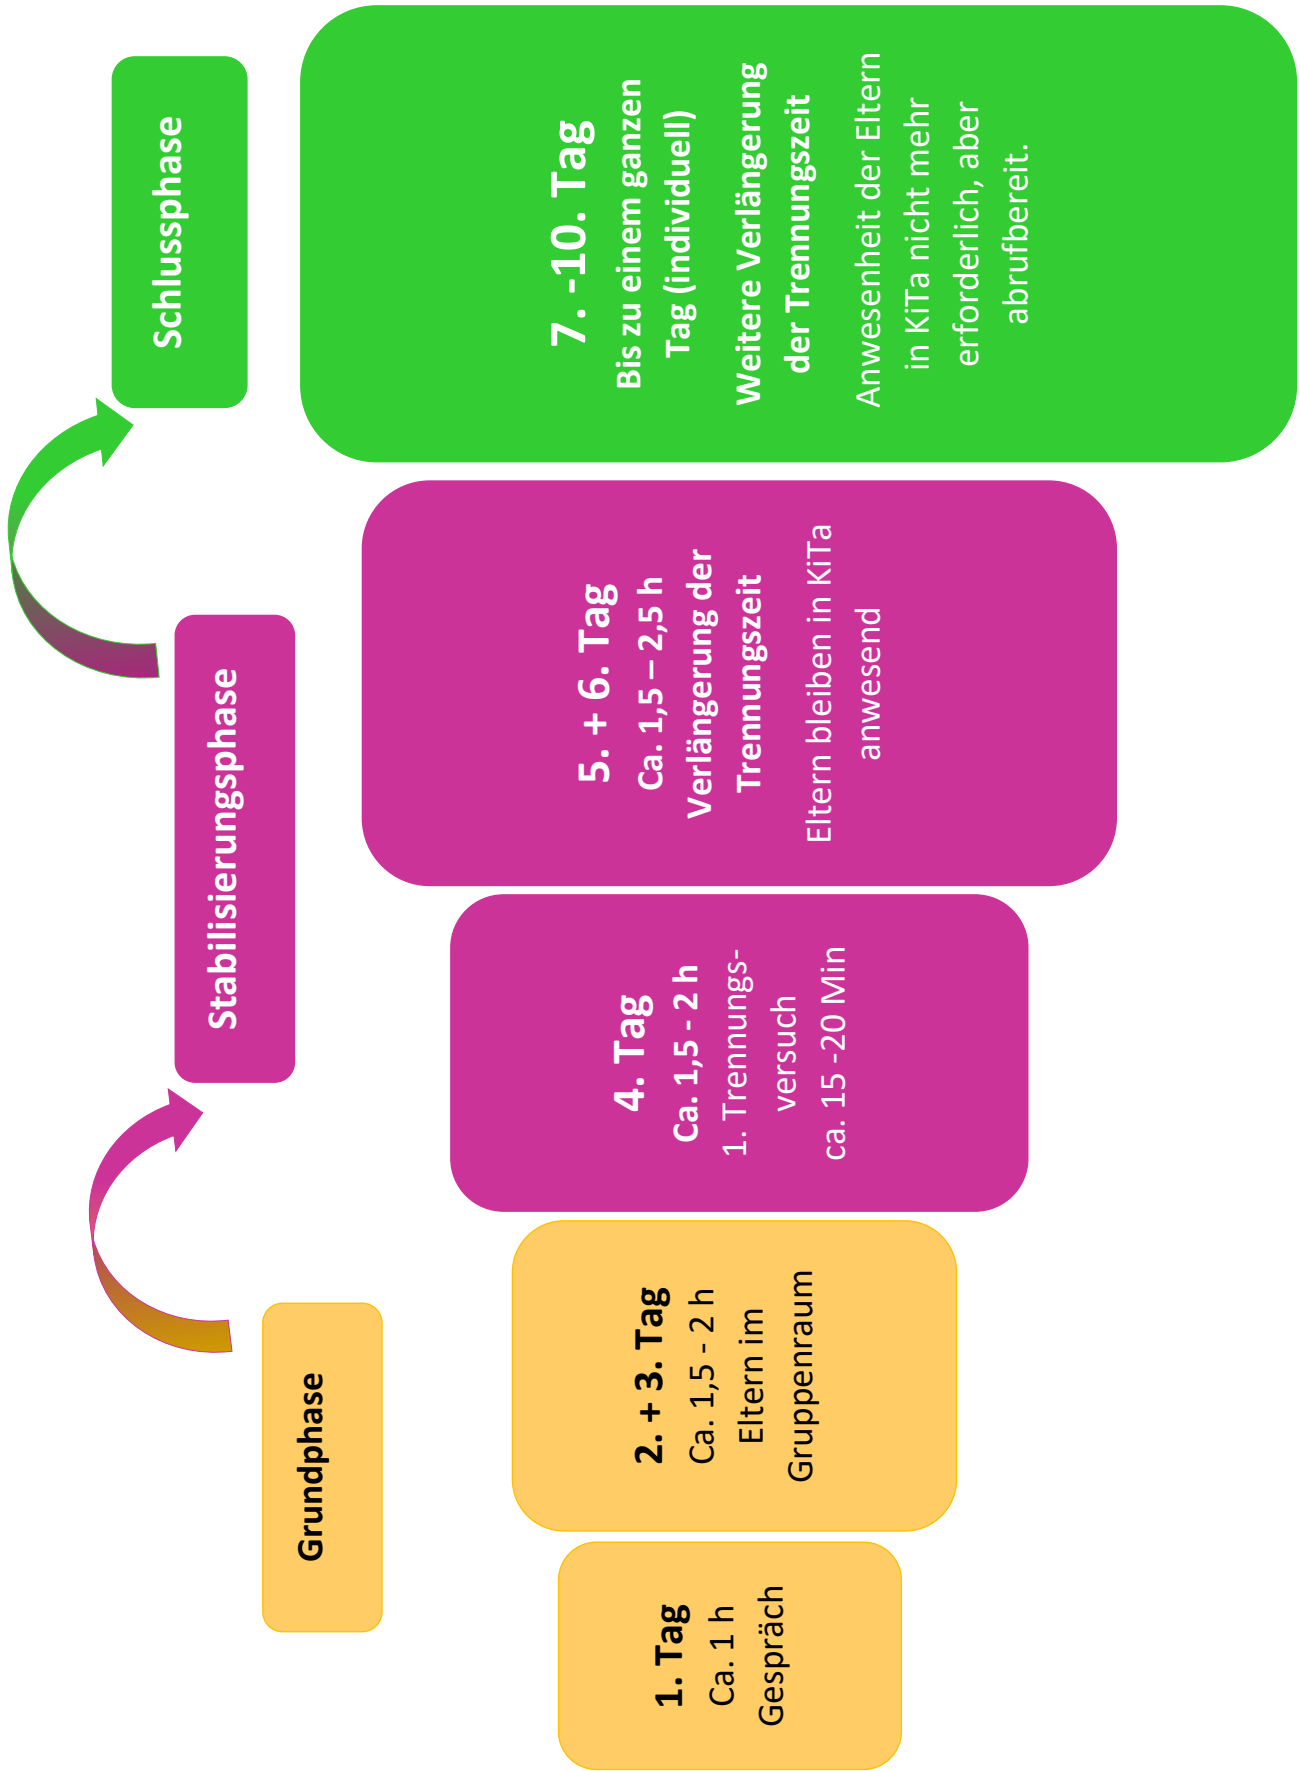 Grundphase
Stabilisierungsphase
Schlussphase
1. Tag
Ca. 1 h
Gespräch
2. + 3. Tag
Ca. 1,5 - 2 h
Eltern im
Gruppenraum
4. Tag
Ca. 1,5 - 2 h
1. Trennungs-
versuch
ca. 15 -20 Min
5. + 6. Tag
Ca. 1,5 – 2,5 h
Verlängerung der
Trennungszeit
Eltern bleiben in KiTa
anwesend
7. -10. Tag
Bis zu einem ganzen
Tag (individuell)
Weitere Verlängerung
der Trennungszeit
Anwesenheit der Eltern
in KiTa nicht mehr
erforderlich, aber
abrufbereit.